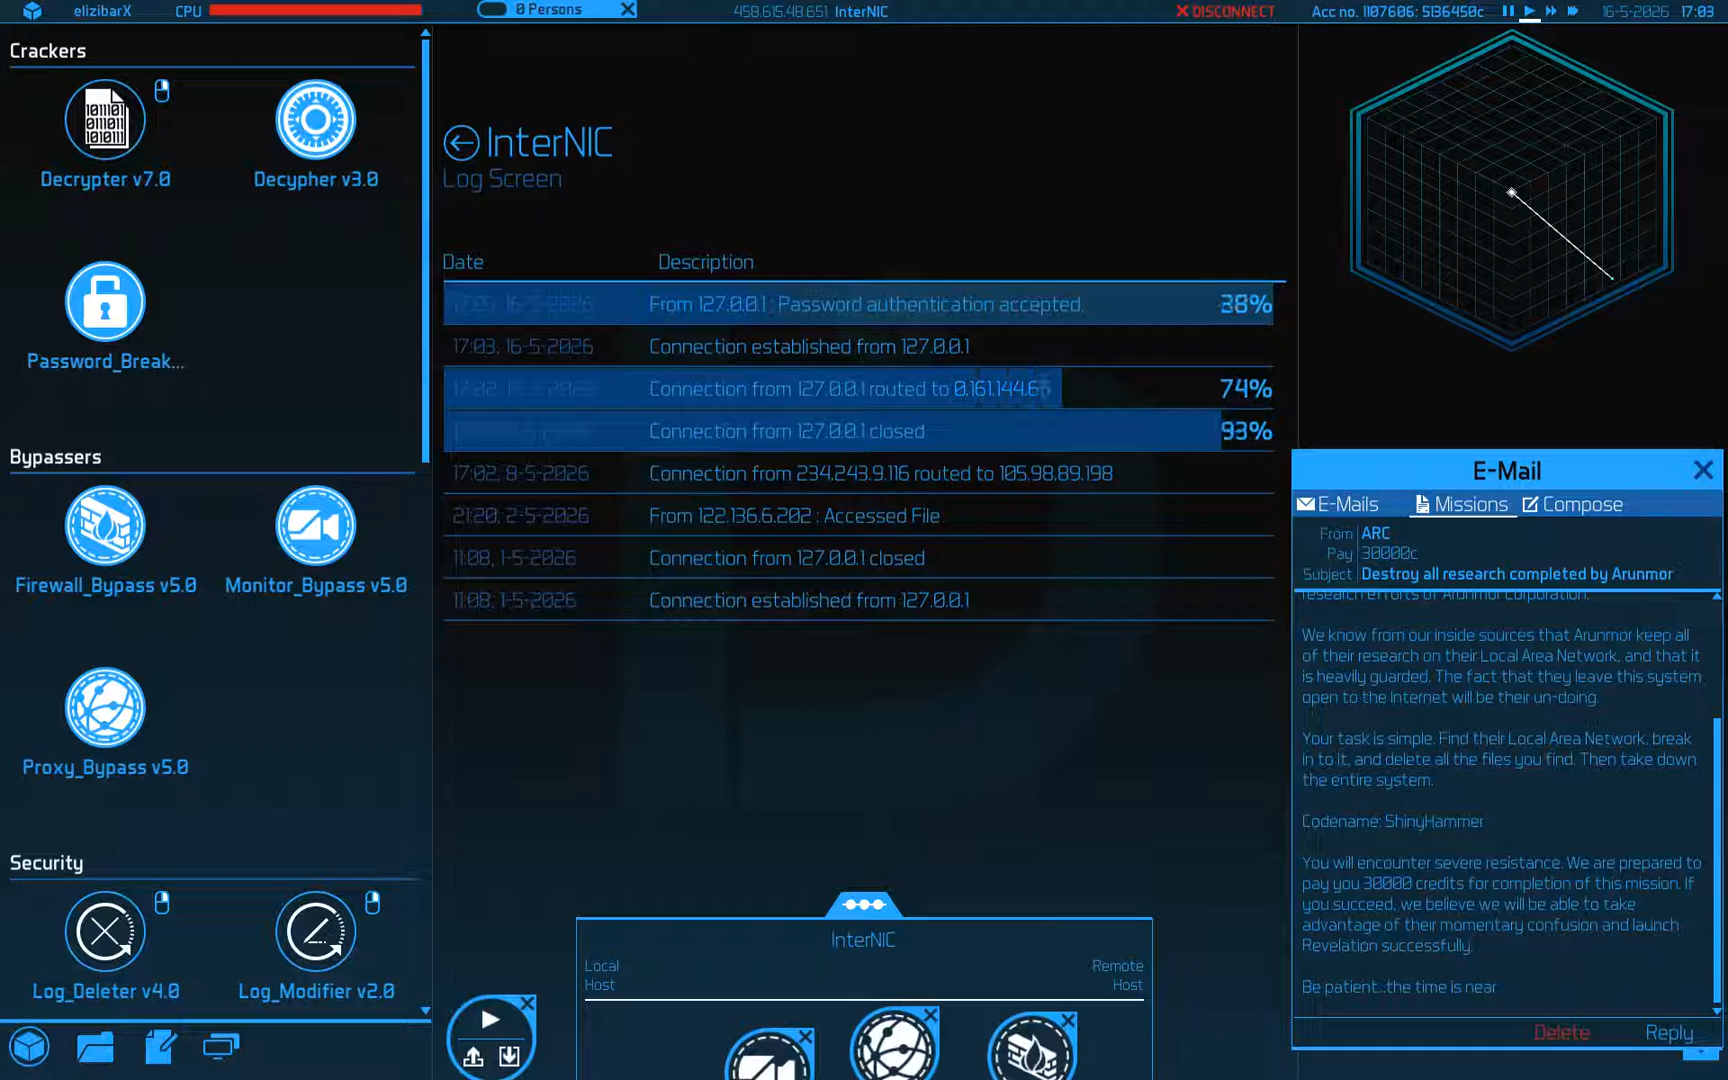 elizibarX
CPU
0 Persons
458.615.48.651 InterNIC
DISCONNECT
Acc no. 1107606: 5136450c
16-5-2026 17:03
Crackers
Decrypter v7.0
Decypher v3.0
Password_Break...
Bypassers
Firewall_Bypass v5.0
Monitor_Bypass v5.0
Proxy_Bypass v5.0
Security
Log_Deleter v4.0
Log_Modifier v2.0
InterNIC
Log Screen
Date Description
From 127.0.0.1 : Password authentication accepted. 38%
17:03, 16-5-2026 Connection established from 127.0.0.1
Connection from 127.0.0.1 routed to 0.161.144.6 74%
Connection from 127.0.0.1 closed 93%
17:02, 8-5-2026 Connection from 234.243.9.116 routed to 105.98.89.198
21:20, 2-5-2026 From 122.136.6.202 : Accessed File
11:08, 1-5-2026 Connection from 127.0.0.1 closed
11:08, 1-5-2026 Connection established from 127.0.0.1
InterNIC
Local Host
Remote Host
E-Mail
E-Mails Missions Compose
From ARC
Pay 30000c
Subject Destroy all research completed by Arunmor
research efforts of Arunmor Corporation.
We know from our inside sources that Arunmor keep all
of their research on their Local Area Network, and that it
is heavily guarded. The fact that they leave this system
open to the Internet will be their un-doing.
Your task is simple. Find their Local Area Network, break
in to it, and delete all the files you find. Then take down
the entire system.
Codename: ShinyHammer
You will encounter severe resistance. We are prepared to
pay you 30000 credits for completion of this mission. If
you succeed, we believe we will be able to take
advantage of their momentary confusion and launch
Revelation successfully.
Be patient...the time is near
Delete Reply